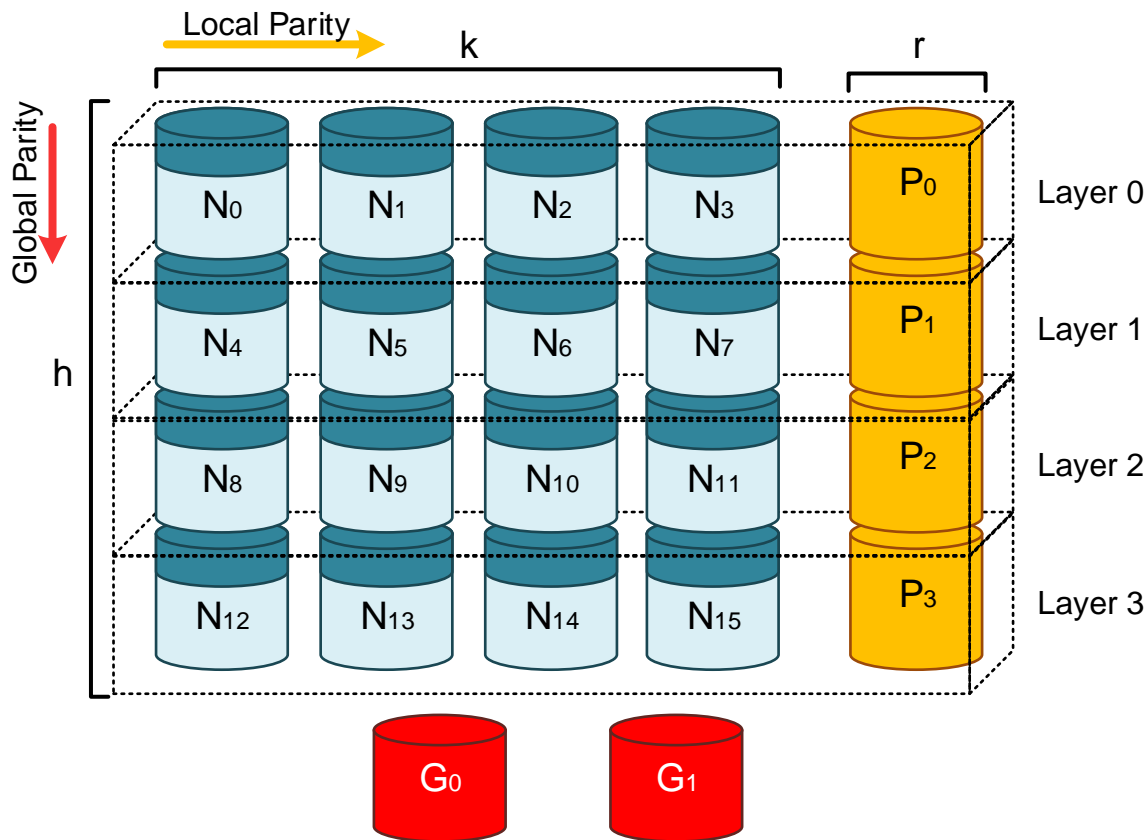 Local Parity
k
r
Global Parity
h
N0 N1 N2 N3 P0 Layer 0
N4 N5 N6 N7 P1 Layer 1
N8 N9 N10 N11 P2 Layer 2
N12 N13 N14 N15 P3 Layer 3
G0 G1